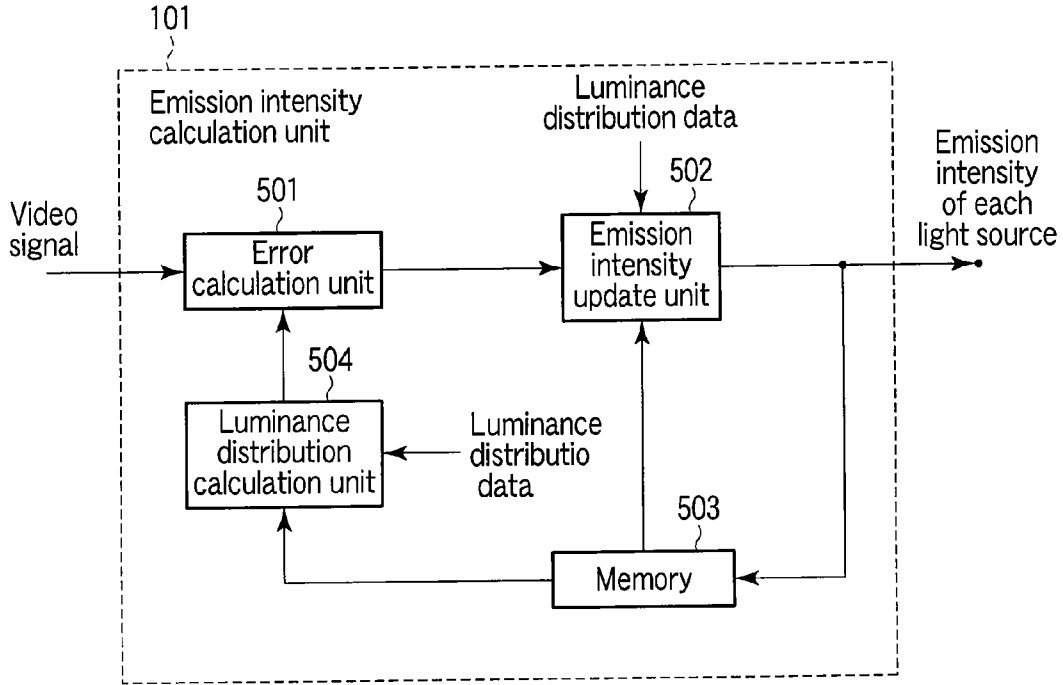 101
Emission intensity
calculation unit
Luminance
distribution data
Emission
intensity
of each
light source
Video
signal
501
Error
calculation unit
502
Emission
intensity
update unit
504
Luminance
distribution
calculation unit
Luminance
distributio
data
503
Memory